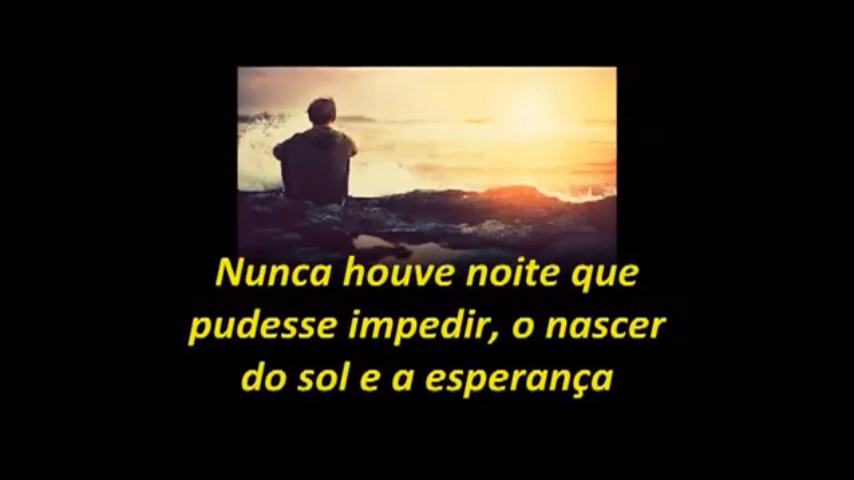 Nunca houve noite que
pudesse impedir, o nascer
do sol e a esperança